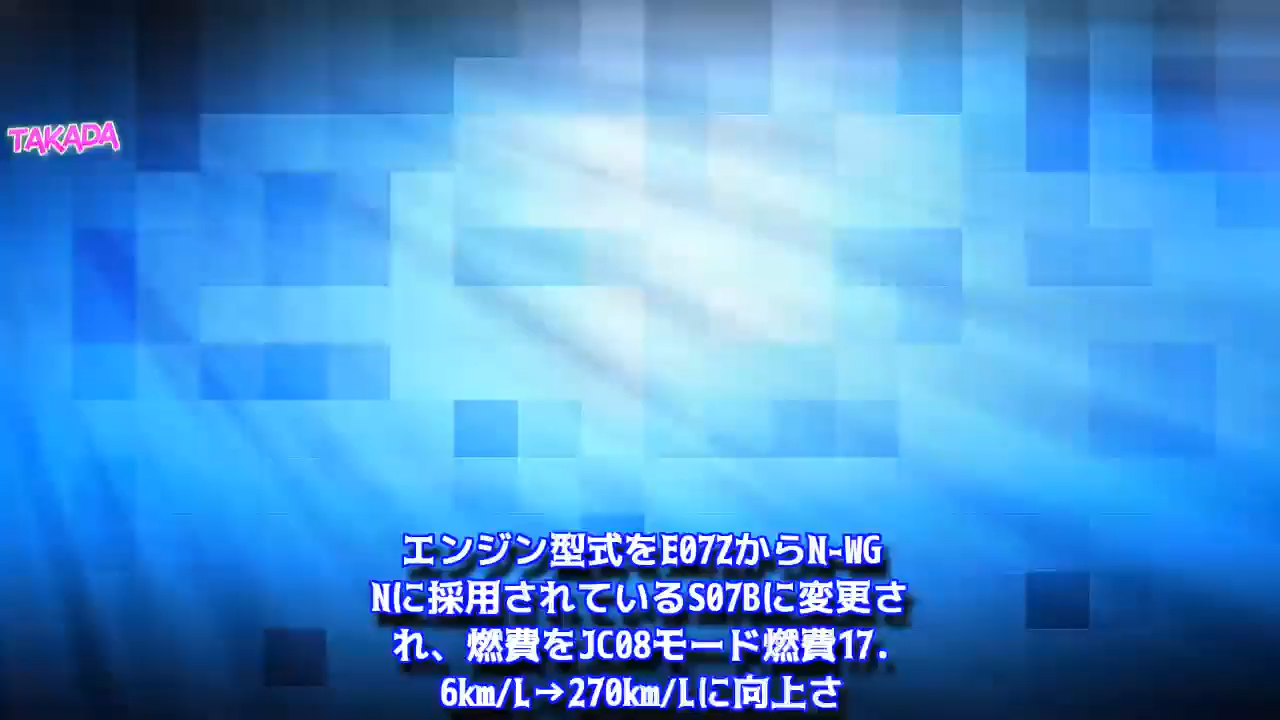 TAKADA
エンジン型式をE07ZからN-WG
Nに採用されているS07Bに変更さ
れ、燃費をJC08モード燃費17.
6km/L→270km/Lに向上さ